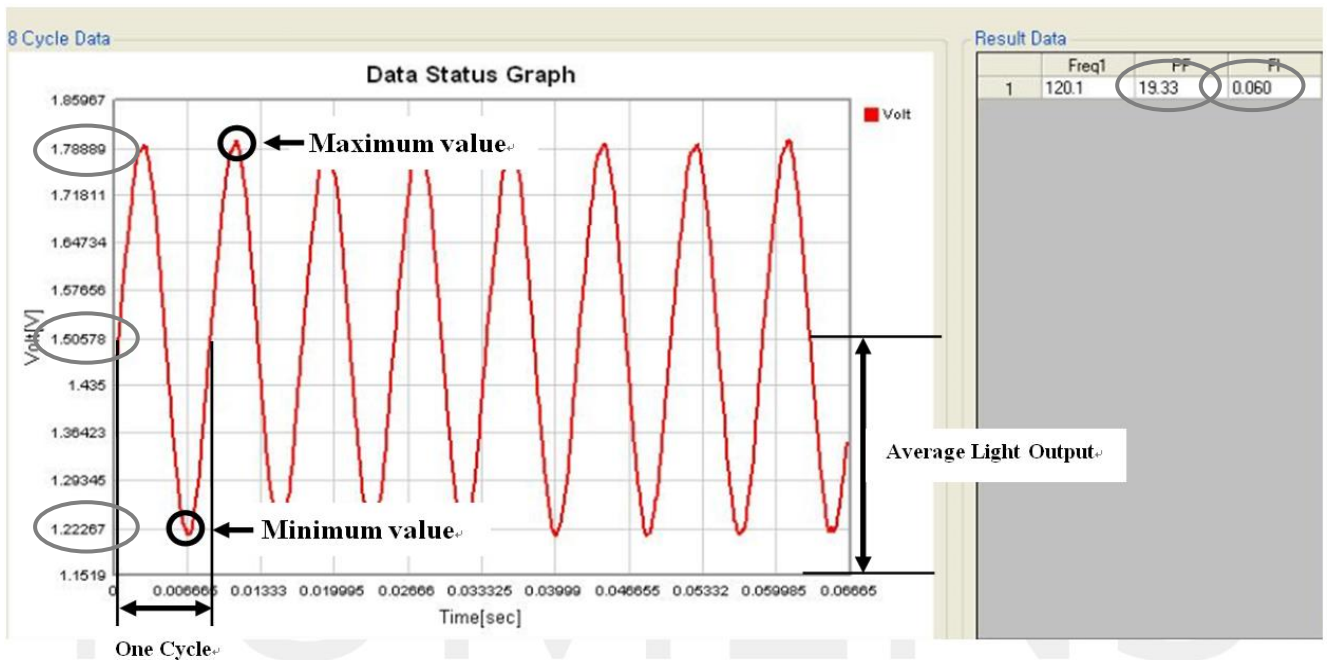 8 Cycle Data
Data Status Graph
1.85967
1.78889
1.71811
1.64734
1.57656
1.50578
1.435
1.36423
1.29345
1.22267
1.1519
Volt[V]
Volt
Maximum value
Minimum value
Average Light Output
0 0.006665 0.01333 0.019995 0.02666 0.033325 0.03999 0.046655 0.05332 0.059985 0.06665
Time[sec]
One Cycle
Result Data
Freq1 PF FI
1 120.1 19.33 0.060